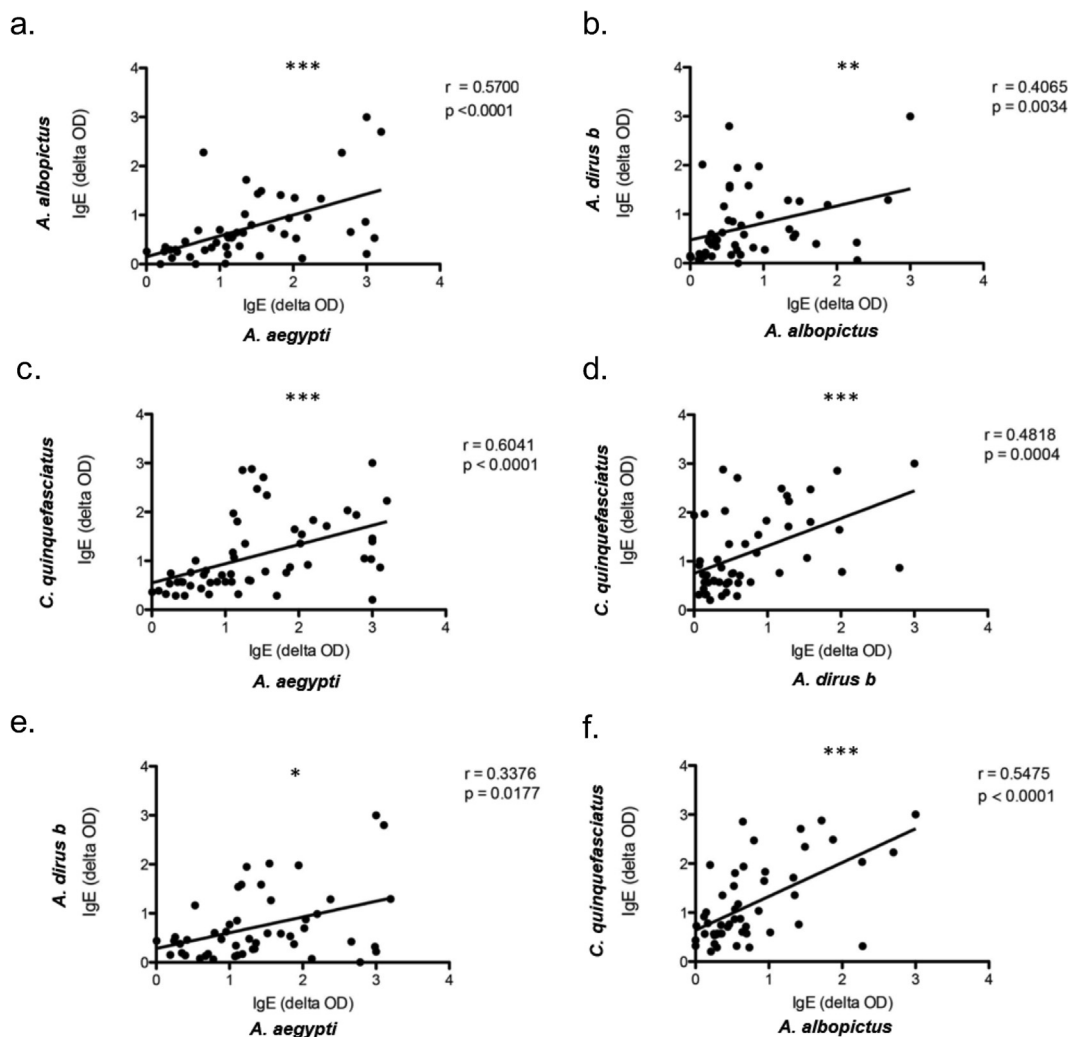 a.
***
A. albopictus
IgE (delta OD)
4
3
2
1
0
0 1 2 3 4
IgE (delta OD)
A. aegypti
r = 0.5700
p <0.0001
b.
**
A. dirus b
IgE (delta OD)
4
3
2
1
0
0 1 2 3 4
IgE (delta OD)
A. albopictus
r = 0.4065
p = 0.0034
c.
***
C. quinquefasciatus
IgE (delta OD)
4
3
2
1
0
0 1 2 3 4
IgE (delta OD)
A. aegypti
r = 0.6041
p < 0.0001
d.
***
C. quinquefasciatus
IgE (delta OD)
4
3
2
1
0
0 1 2 3 4
IgE (delta OD)
A. dirus b
r = 0.4818
p = 0.0004
e.
*
A. dirus b
IgE (delta OD)
4
3
2
1
0
0 1 2 3 4
IgE (delta OD)
A. aegypti
r = 0.3376
p = 0.0177
f.
***
C. quinquefasciatus
IgE (delta OD)
4
3
2
1
0
0 1 2 3 4
IgE (delta OD)
A. albopictus
r = 0.5475
p < 0.0001